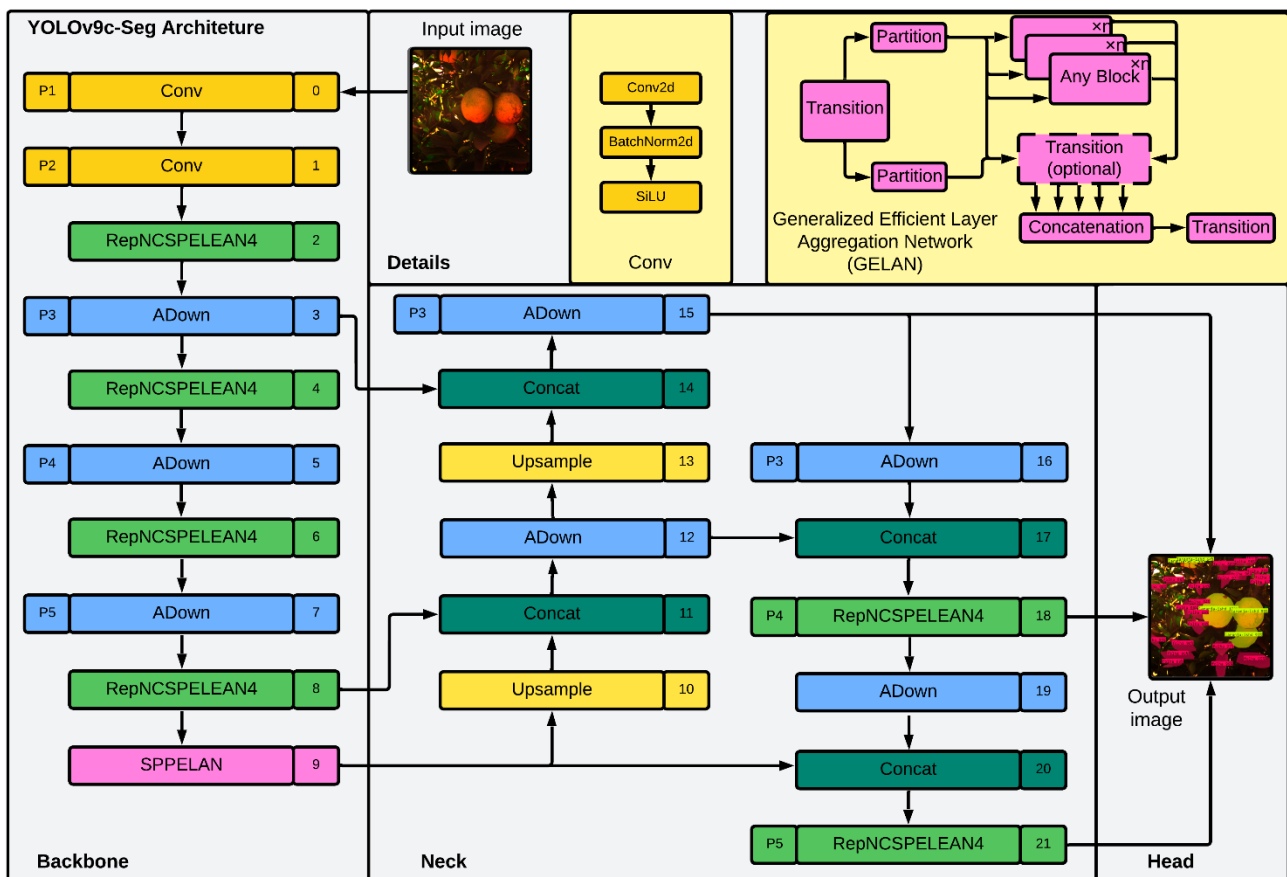 YOLOv9c-Seg Architeture
P1 Conv 0
P2 Conv 1
RepNCSPELEAN4 2
P3 ADown 3
RepNCSPELEAN4 4
P4 ADown 5
RepNCSPELEAN4 6
P5 ADown 7
RepNCSPELEAN4 8
SPPELAN 9
Backbone
Input image
Details
Conv2d
BatchNorm2d
SiLU
Conv
Transition
Partition
Partition
×n
×n
×n
Any Block
Transition
(optional)
Concatenation
Transition
Generalized Efficient Layer
Aggregation Network
(GELAN)
P3 ADown 15
Concat 14
Upsample 13
ADown 12
Concat 11
Upsample 10
P3 ADown 16
Concat 17
P4 RepNCSPELEAN4 18
ADown 19
Concat 20
P5 RepNCSPELEAN4 21
Neck
Output
image
Head